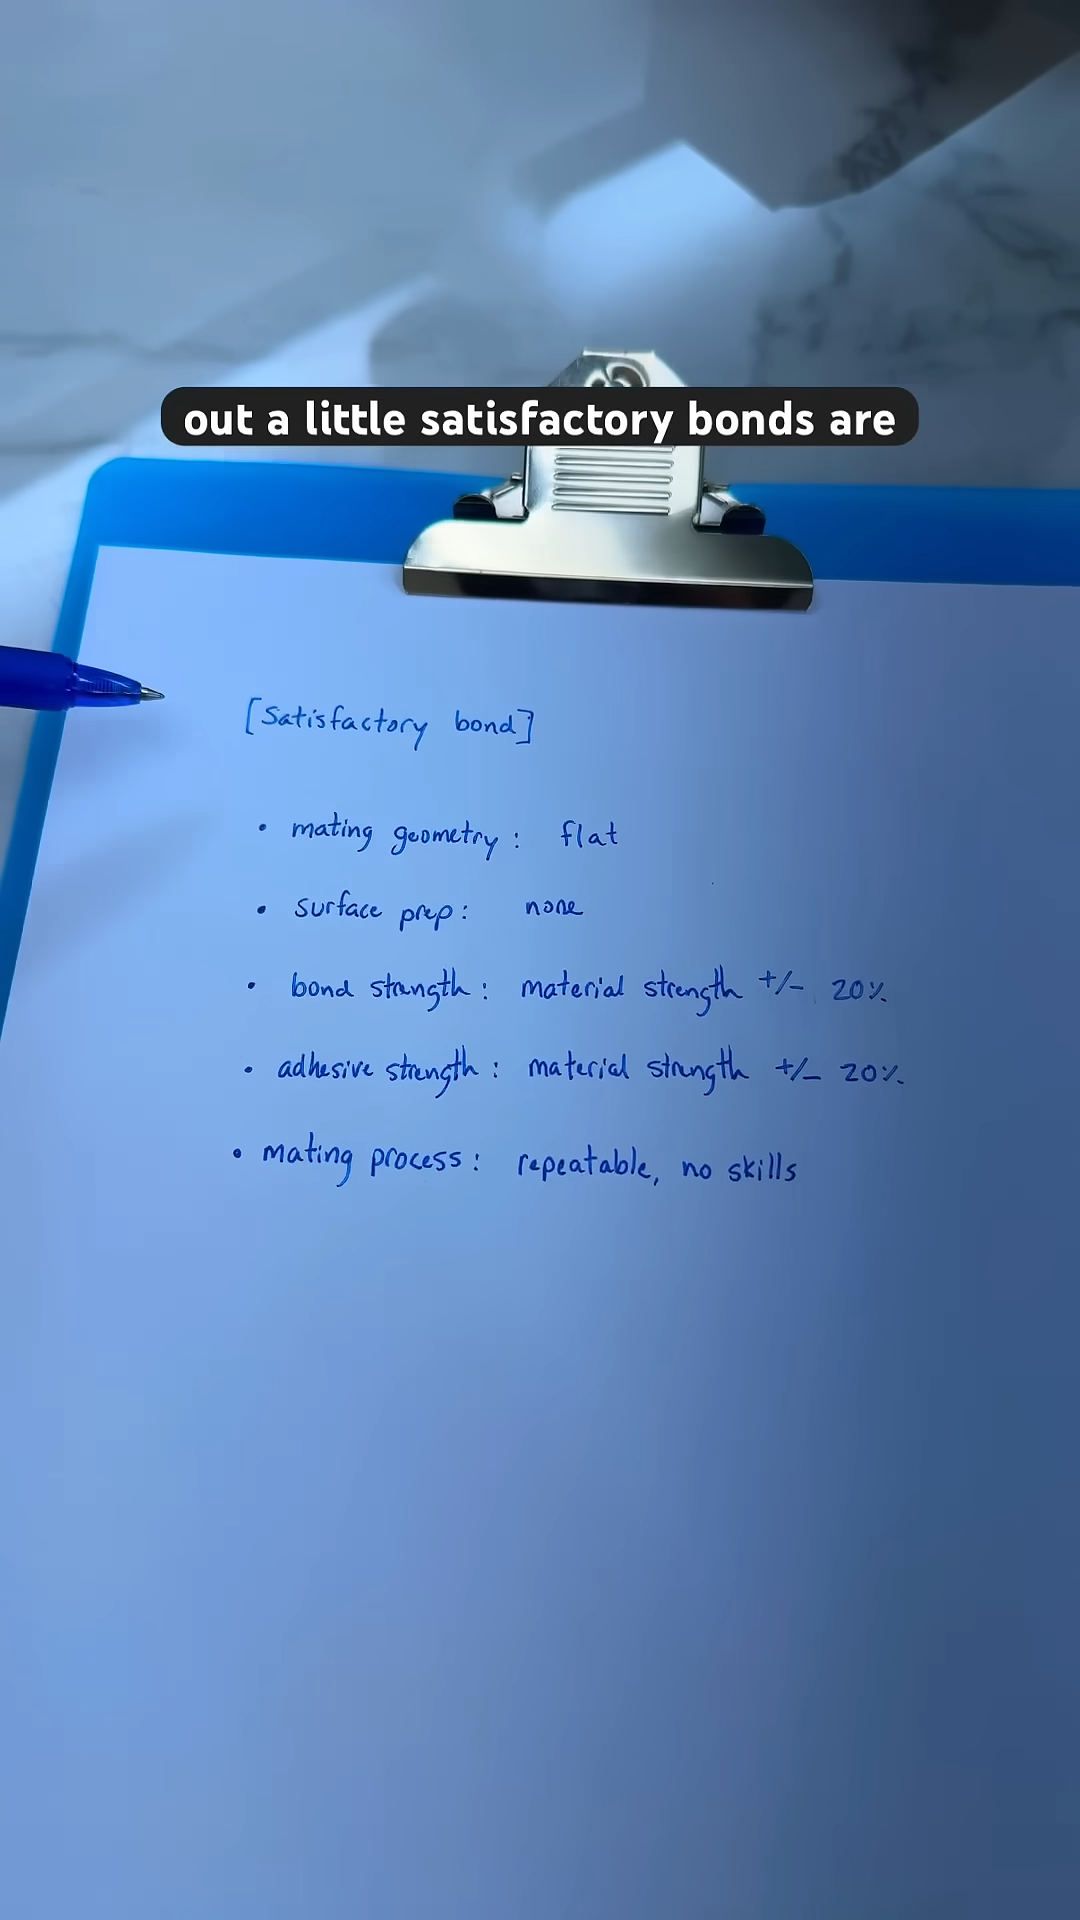 out a little satisfactory bonds are
[Satisfactory bond]
• mating geometry: flat
• surface prep: none
• bond strength: material strength +/- 20%
• adhesive strength: material strength +/- 20%
• mating process: repeatable, no skills